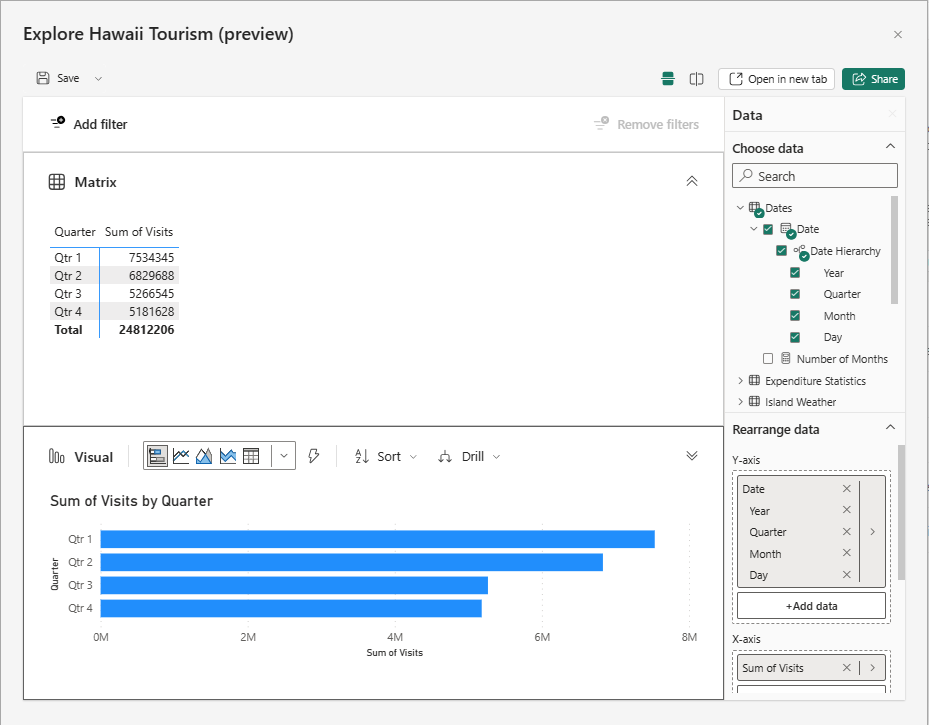 Explore Hawaii Tourism (preview)
Save
Open in new tab
Share
Add filter
Remove filters
Data
Choose data
Search
Dates
Date
Date Hierarchy
Year
Quarter
Month
Day
Number of Months
Expenditure Statistics
Island Weather
Matrix
Quarter Sum of Visits
Qtr 1 7534345
Qtr 2 6829688
Qtr 3 5266545
Qtr 4 5181628
Total 24812206
Visual
Sort
Drill
Sum of Visits by Quarter
Quarter
Qtr 1
Qtr 2
Qtr 3
Qtr 4
0M 2M 4M 6M 8M
Sum of Visits
Rearrange data
Y-axis
Date
Year
Quarter
Month
Day
+Add data
X-axis
Sum of Visits